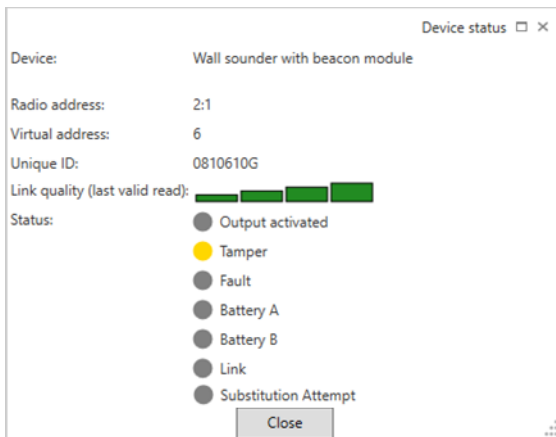 Device status
Device: Wall sounder with beacon module
Radio address: 2:1
Virtual address: 6
Unique ID: 0810610G
Link quality (last valid read):
Status: Output activated
Tamper
Fault
Battery A
Battery B
Link
Substitution Attempt
Close